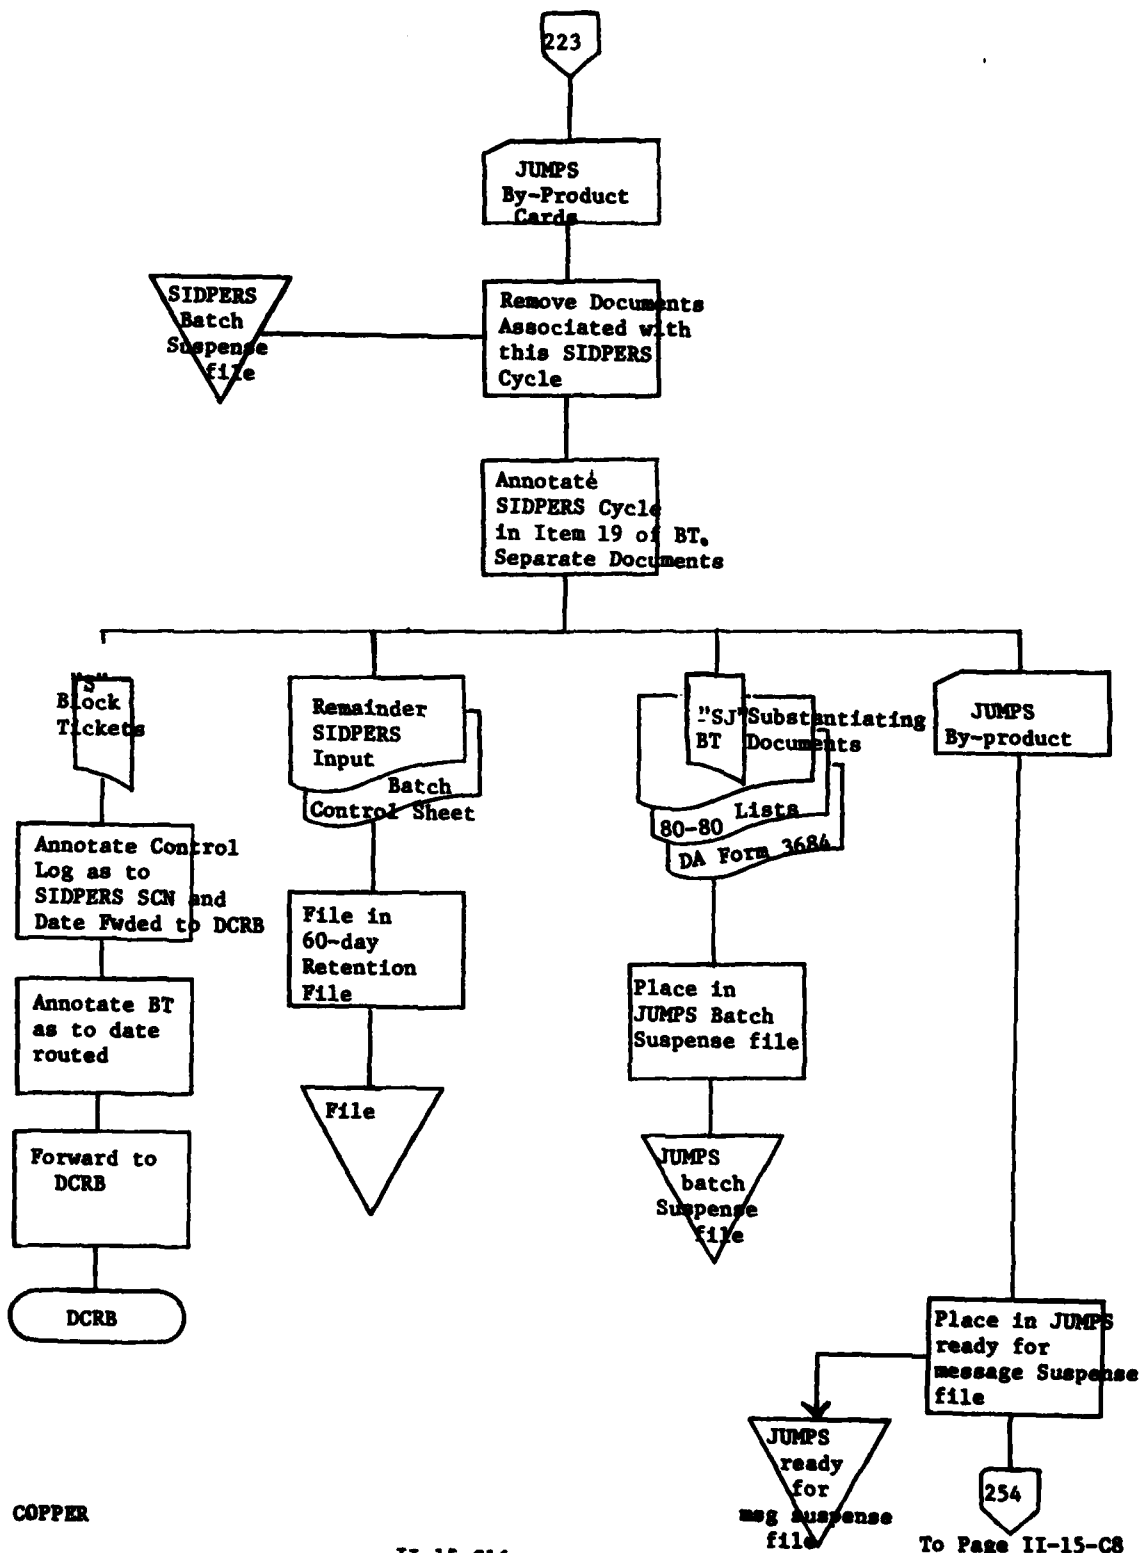 223
JUMPS
By-Product
Cards
SIDPERS
Batch
Suspense
file
Remove Documents
Associated with
this SIDPERS
Cycle
Annotate
SIDPERS Cycle
in Item 19 of BT.
Separate Documents
"S"
Block
Tickets
Annotate Control
Log as to
SIDPERS SCN and
Date Fwded to DCRB
Annotate BT
as to date
routed
Forward to
DCRB
DCRB
Remainder
SIDPERS
Input
Batch
Control Sheet
File in
60-day
Retention
File
File
"SJ"
BT
Substantiating
Documents
80-80 Lists
DA Form 3684
Place in
JUMPS Batch
Suspense file
JUMPS
batch
Suspense
file
JUMPS
By-product
Place in JUMPS
ready for
message Suspense
file
JUMPS
ready
for
msg suspense
file
254
To Page II-15-C8
COPPER